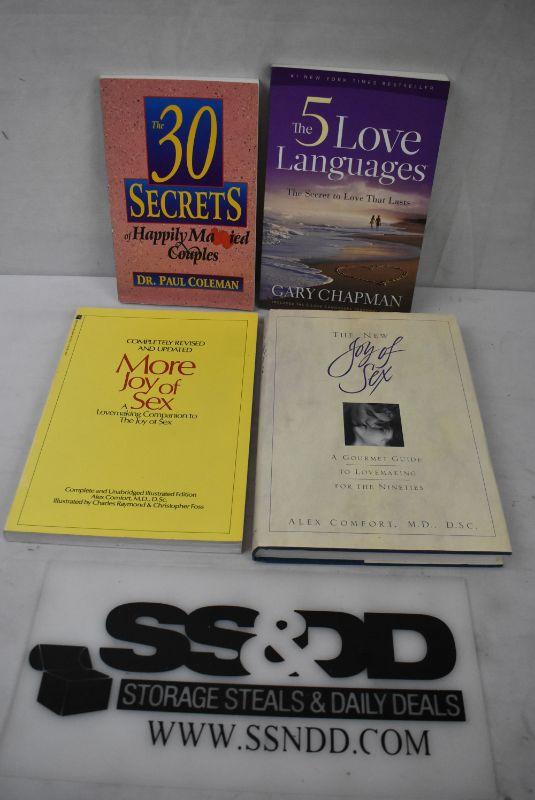 The
30
SECRETS
of Happily Married
Couples
DR. PAUL COLEMAN
#1 NEW YORK TIMES BESTSELLER
The 5 Love
Languages
The Secret to Love That Lasts
GARY CHAPMAN
COMPLETELY REVISED
AND UPDATED
More
Joy of
Sex
A
Lovemaking Companion to
The Joy of Sex
Complete and Unabridged Illustrated Edition
Alex Comfort, M.D., D.Sc.
Illustrated by Charles Raymond & Christopher Foss
THE NEW
Joy of
Sex
A GOURMET GUIDE
TO LOVEMAKING
FOR THE NINETIES
ALEX COMFORT, M.D., D.SC.
SS&DD
STORAGE STEALS & DAILY DEALS
WWW.SSNDD.COM